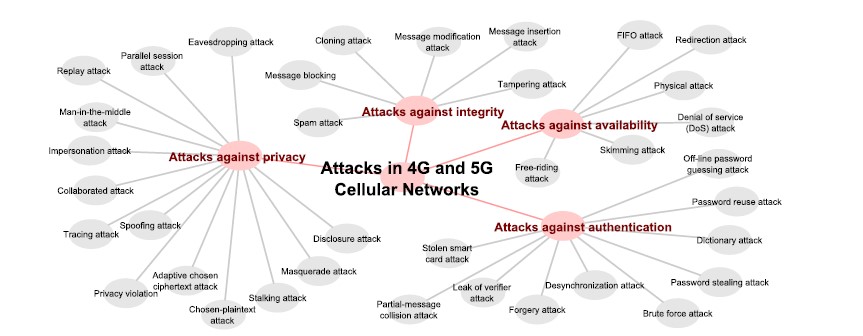 Attacks in 4G and 5G
Cellular Networks
Attacks against privacy
Eavesdropping attack
Parallel session
attack
Replay attack
Man-in-the-middle
attack
Impersonation attack
Collaborated attack
Tracing attack
Spoofing attack
Privacy violation
Adaptive chosen
ciphertext attack
Chosen-plaintext
attack
Stalking attack
Masquerade attack
Disclosure attack
Attacks against integrity
Spam attack
Message blocking
Cloning attack
Message modification
attack
Message insertion
attack
Tampering attack
Attacks against availability
FIFO attack
Redirection attack
Physical attack
Denial of service
(DoS) attack
Skimming attack
Free-riding
attack
Attacks against authentication
Off-line password
guessing attack
Password reuse attack
Dictionary attack
Password stealing attack
Brute force attack
Desynchronization attack
Forgery attack
Leak of verifier
attack
Partial-message
collision attack
Stolen smart
card attack